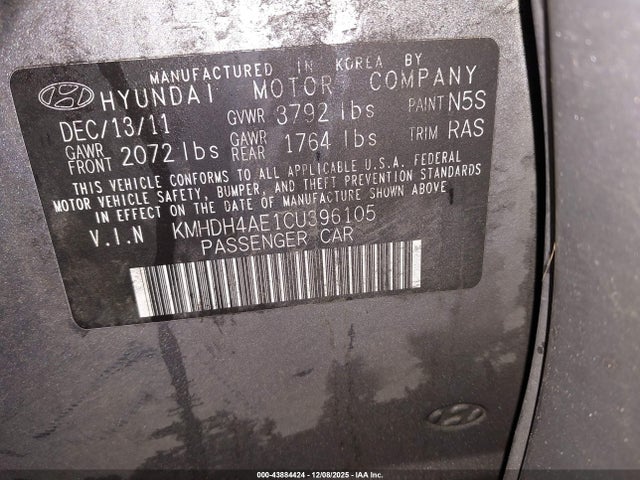 MANUFACTURED IN KOREA BY
HYUNDAI MOTOR COMPANY
DEC/13/11 GVWR 3792 lbs PAINT N5S
GAWR FRONT 2072 lbs GAWR REAR 1764 lbs TRIM RAS
THIS VEHICLE CONFORMS TO ALL APPLICABLE U.S.A. FEDERAL
MOTOR VEHICLE SAFETY, BUMPER, AND THEFT PREVENTION STANDARDS
IN EFFECT ON THE DATE OF MANUFACTURE SHOWN ABOVE.
V.I.N KMHDH4AE1CU396105
PASSENGER CAR
000-43884424 - 12/08/2025 - IAA Inc.